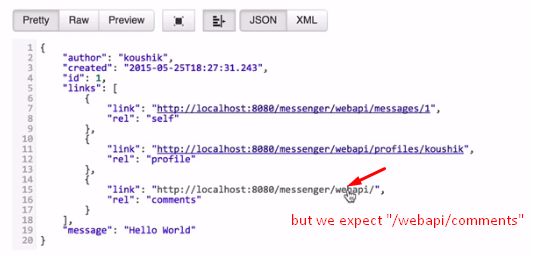 Pretty Raw Preview JSON XML
1 {
2 "author": "koushik",
3 "created": "2015-05-25T18:27:31.243",
4 "id": 1,
5 "links": [
6 {
7 "link": "http://localhost:8080/messenger/webapi/messages/1",
8 "rel": "self"
9 },
10 {
11 "link": "http://localhost:8080/messenger/webapi/profiles/koushik",
12 "rel": "profile"
13 },
14 {
15 "link": "http://localhost:8080/messenger/webapi/",
16 "rel": "comments"
17 }
but we expect "/webapi/comments"
18 ],
19 "message": "Hello World"
20 }